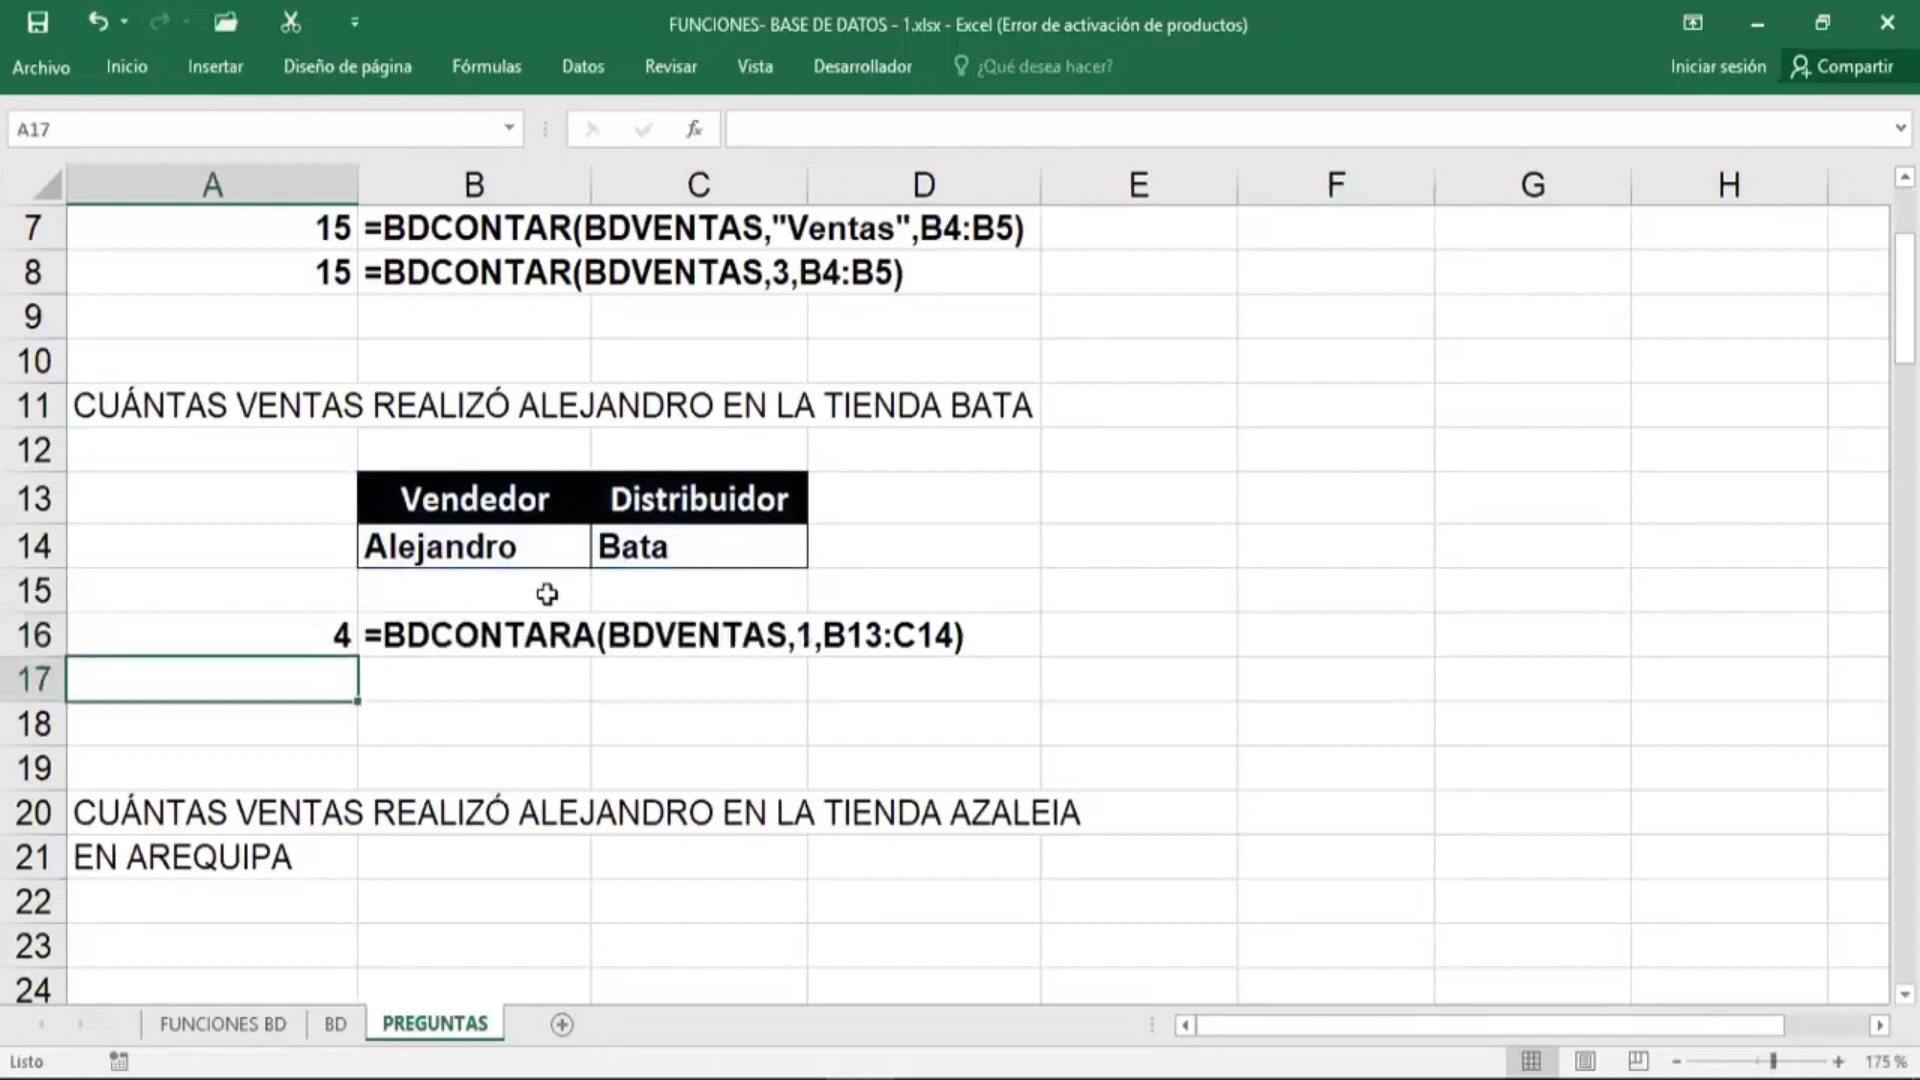 FUNCIONES- BASE DE DATOS - 1.xlsx - Excel (Error de activación de productos)
Archivo Inicio Insertar Diseño de página Fórmulas Datos Revisar Vista Desarrollador ¿Qué desea hacer? Iniciar sesión Compartir
A17 fx
A B C D E F G H
7 15 =BDCONTAR(BDVENTAS,"Ventas",B4:B5)
8 15 =BDCONTAR(BDVENTAS,3,B4:B5)
9
10
11 CUÁNTAS VENTAS REALIZÓ ALEJANDRO EN LA TIENDA BATA
12
13 Vendedor Distribuidor
14 Alejandro Bata
15
16 4 =BDCONTARA(BDVENTAS,1,B13:C14)
17
18
19
20 CUÁNTAS VENTAS REALIZÓ ALEJANDRO EN LA TIENDA AZALEIA
21 EN AREQUIPA
22
23
24
FUNCIONES BD BD PREGUNTAS
Listo 175 %